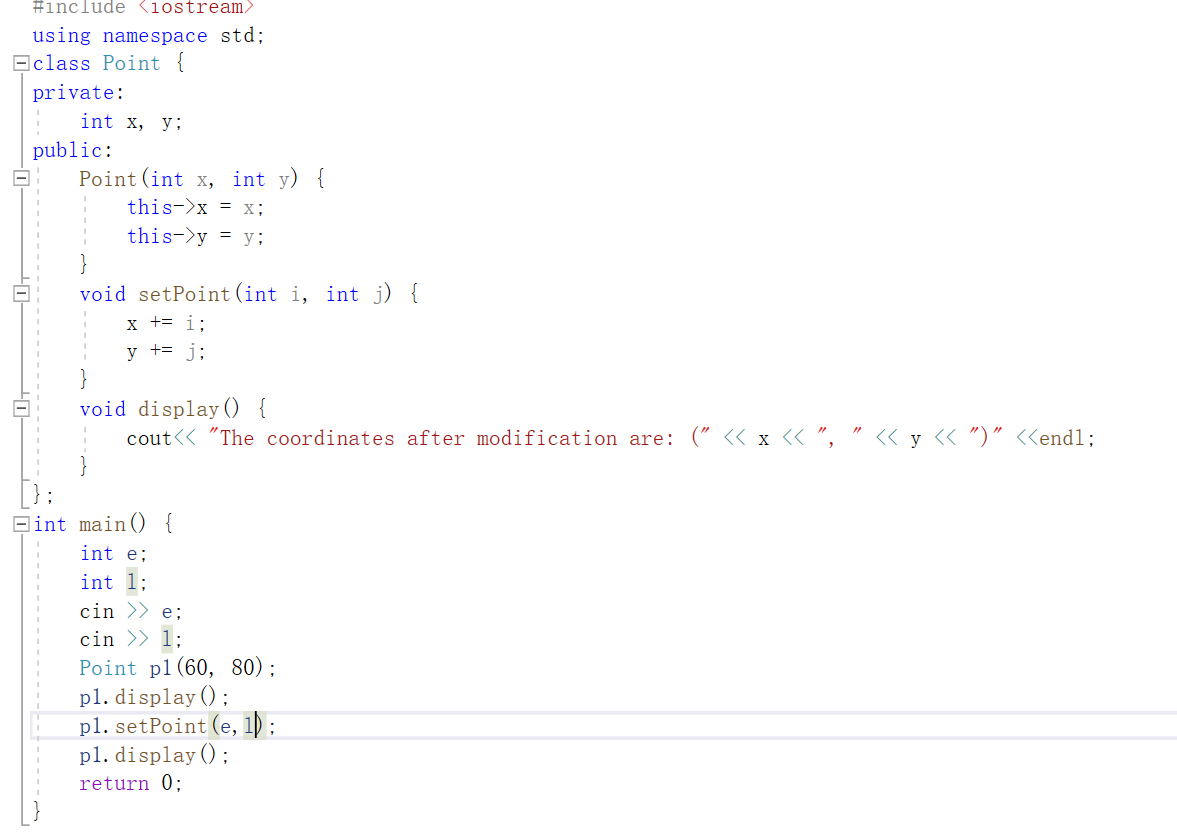 #include <iostream>
using namespace std;
class Point {
private:
    int x, y;
public:
    Point(int x, int y) {
        this->x = x;
        this->y = y;
    }
    void setPoint(int i, int j) {
        x += i;
        y += j;
    }
    void display() {
        cout<< "The coordinates after modification are: (" << x << ", " << y << ")" <<endl;
    }
};
int main() {
    int e;
    int l;
    cin >> e;
    cin >> l;
    Point p1(60, 80);
    p1.display();
    p1.setPoint(e,l);
    p1.display();
    return 0;
}